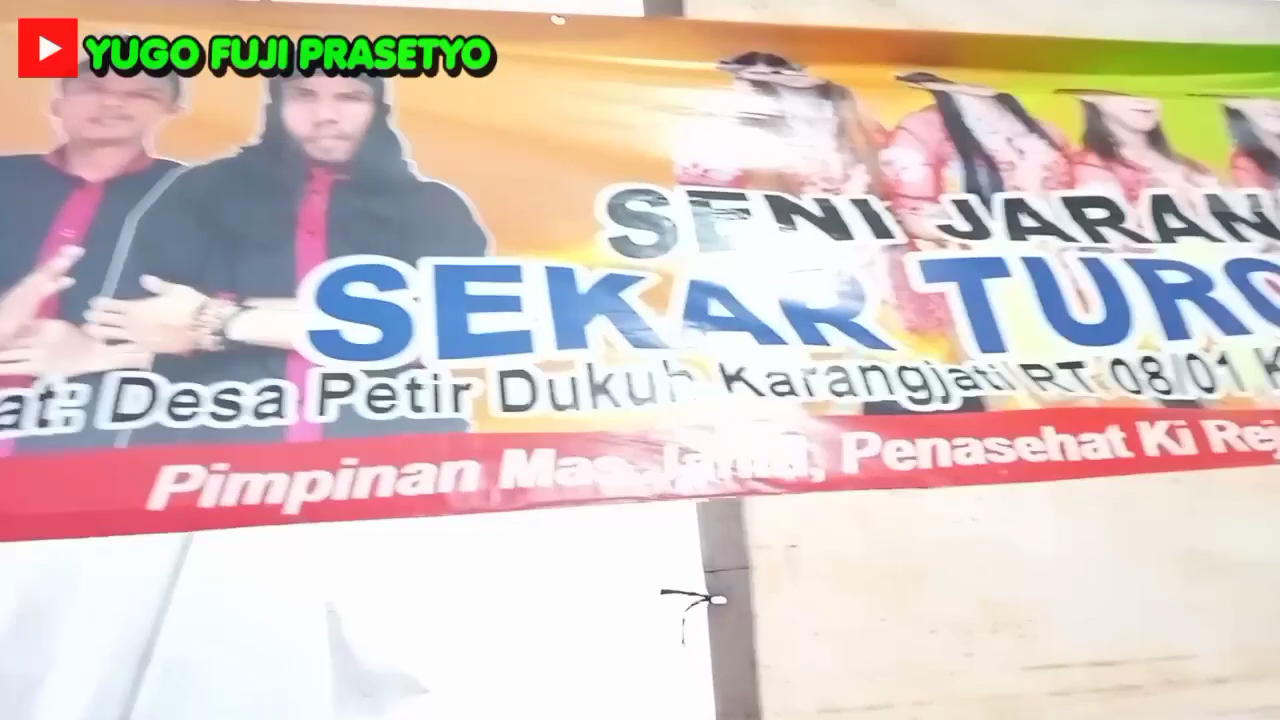 YUGO FUJI PRASETYO
SENI JARAN
SEKAR TURO
at: Desa Petir Dukuh Karangjati RT. 08/01 K
Pimpinan Mas, Penasehat Ki Rej